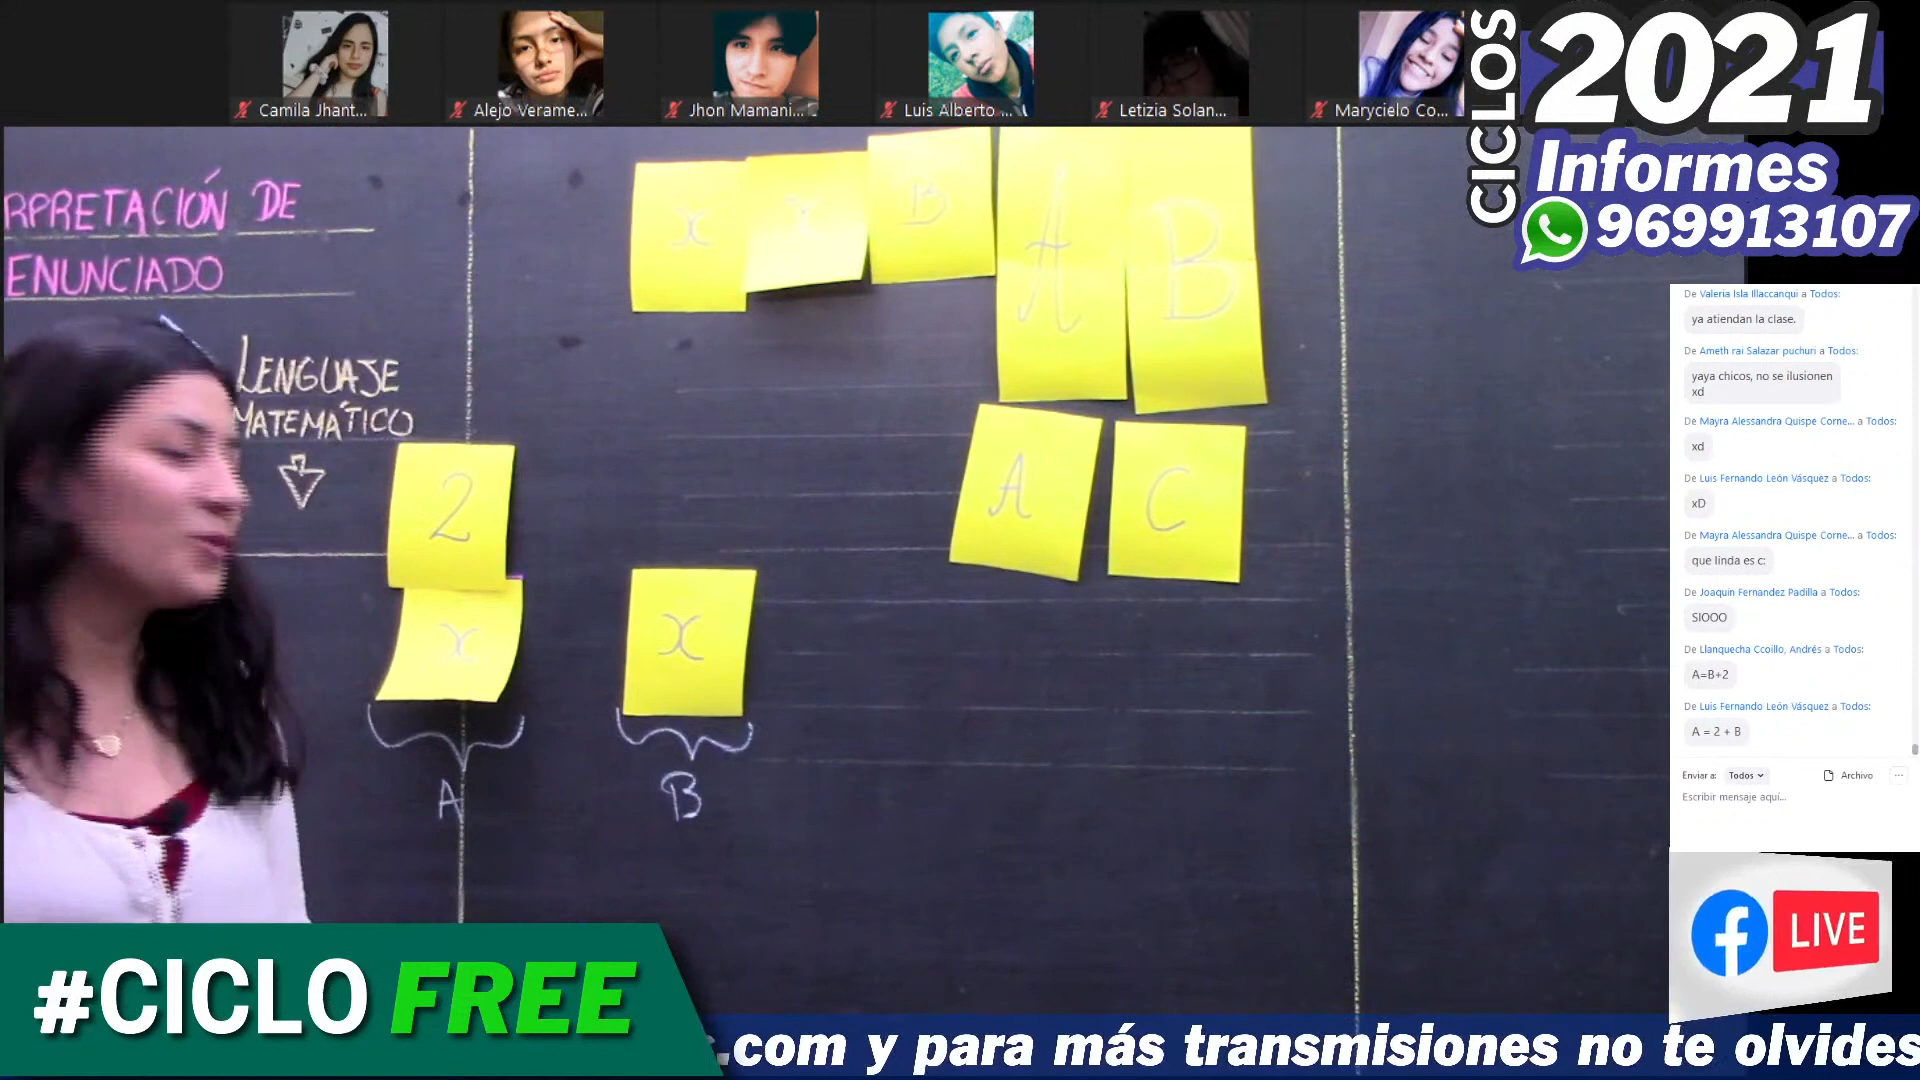 Camila Jhant...
Alejo Verame...
Jhon Mamani...
Luis Alberto ...
Letizia Solan...
Marycielo Co...
CICLOS
2021
Informes
969913107
RPRETACIÓN DE
ENUNCIADO
LENGUAJE
MATEMÁTICO
x
x
B
A
B
A
C
2
x
x
A
B
De Valeria Isla Illaccanqui a Todos:
ya atiendan la clase.
De Ameth rai Salazar puchuri a Todos:
yaya chicos, no se ilusionen
xd
De Mayra Alessandra Quispe Corne... a Todos:
xd
De Luis Fernando León Vásquez a Todos:
xD
De Mayra Alessandra Quispe Corne... a Todos:
que linda es c:
De Joaquin Fernandez Padilla a Todos:
SIOOO
De Llanquecha Ccoillo, Andrés a Todos:
A=B+2
De Luis Fernando León Vásquez a Todos:
A = 2 + B
Enviar a: Todos
Archivo
...
Escribir mensaje aquí...
f LIVE
#CICLO FREE
.com y para más transmisiones no te olvides